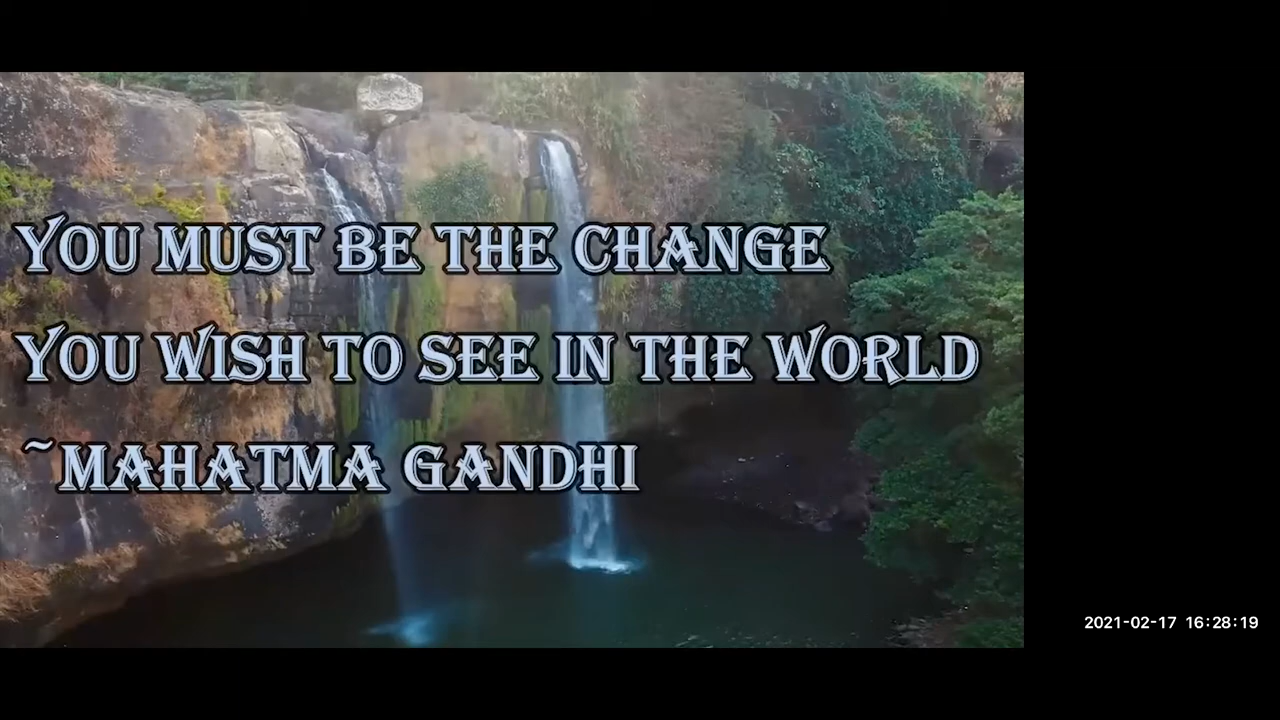 YOU MUST BE THE CHANGE
YOU WISH TO SEE IN THE WORLD
~MAHATMA GANDHI
2021-02-17 16:28:19